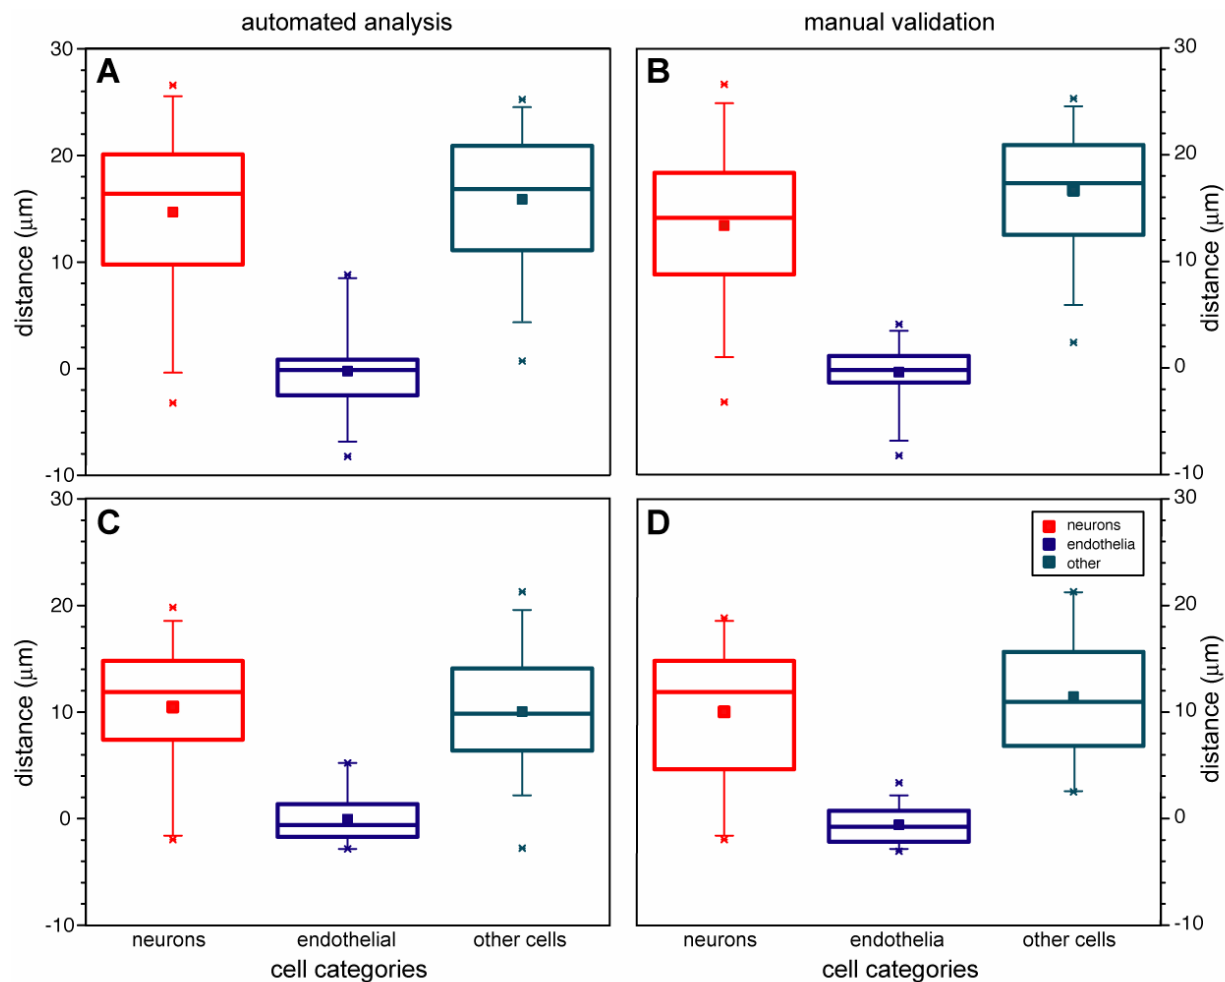 automated analysis
manual validation
A
B
30
20
10
0
-10
distance (µm)
30
20
10
0
-10
distance (µm)
C
D
30
20
10
0
-10
distance (µm)
neurons
endothelia
other
30
20
10
0
-10
distance (µm)
neurons endothelial other cells
cell categories
neurons endothelia other cells
cell categories